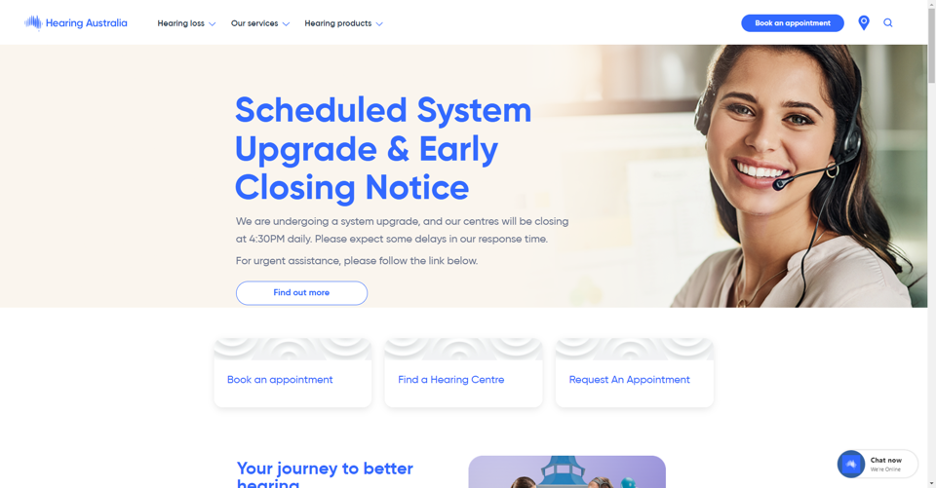 Hearing Australia
Hearing loss
Our services
Hearing products
Book an appointment
Scheduled System
Upgrade & Early
Closing Notice
We are undergoing a system upgrade, and our centres will be closing
at 4:30PM daily. Please expect some delays in our response time.
For urgent assistance, please follow the link below.
Find out more
Book an appointment
Find a Hearing Centre
Request An Appointment
Your journey to better
hearing
Chat now
We're Online